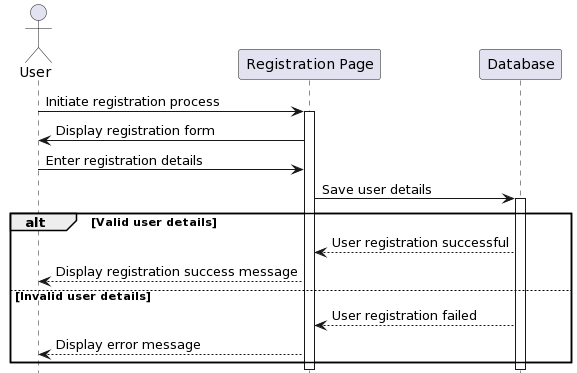 User
Registration Page
Database
Initiate registration process
Display registration form
Enter registration details
Save user details
alt [Valid user details]
User registration successful
Display registration success message
[Invalid user details]
User registration failed
Display error message